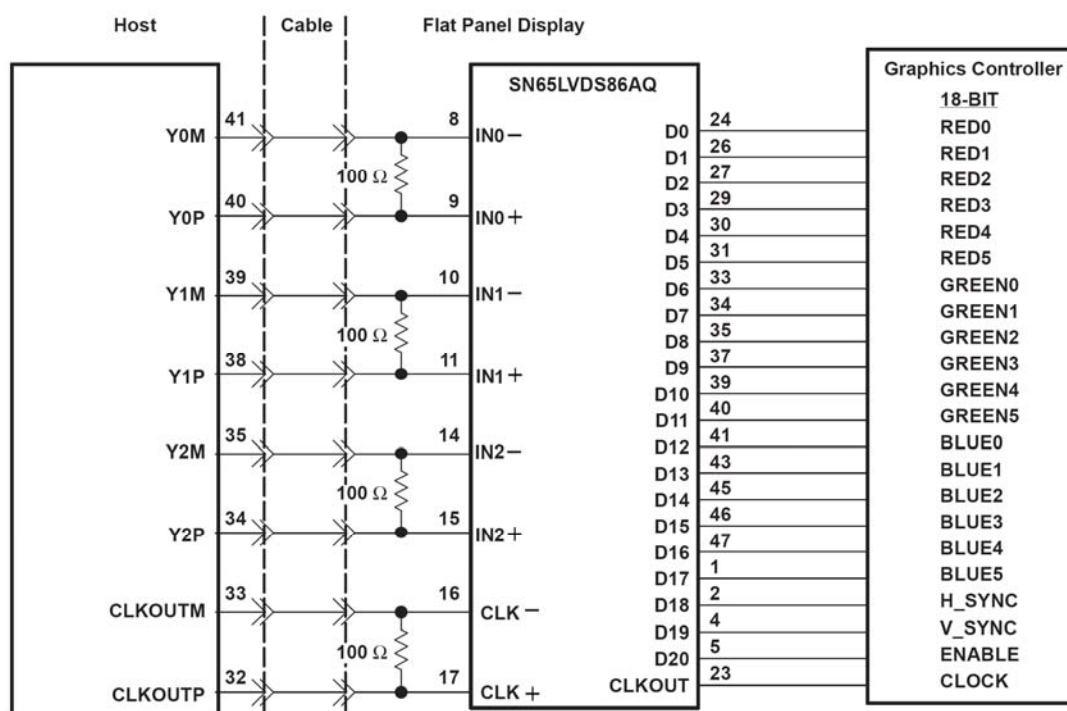 Host
Cable
Flat Panel Display
SN65LVDS86AQ
Graphics Controller
18-BIT
Y0M 41 8 IN0−
100 Ω
Y0P 40 9 IN0+
Y1M 39 10 IN1−
100 Ω
Y1P 38 11 IN1+
Y2M 35 14 IN2−
100 Ω
Y2P 34 15 IN2+
CLKOUTM 33 16 CLK−
100 Ω
CLKOUTP 32 17 CLK+
D0 24 RED0
D1 26 RED1
D2 27 RED2
D3 29 RED3
D4 30 RED4
D5 31 RED5
D6 33 GREEN0
D7 34 GREEN1
D8 35 GREEN2
D9 37 GREEN3
D10 39 GREEN4
D11 40 GREEN5
D12 41 BLUE0
D13 43 BLUE1
D14 45 BLUE2
D15 46 BLUE3
D16 47 BLUE4
D17 1 BLUE5
D18 2 H_SYNC
D19 4 V_SYNC
D20 5 ENABLE
CLKOUT 23 CLOCK